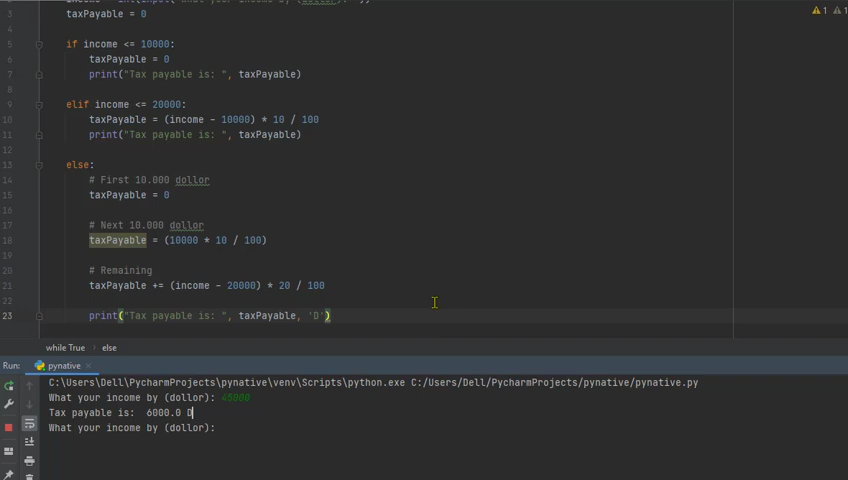 taxPayable = 0
if income <= 10000:
taxPayable = 0
print("Tax payable is: ", taxPayable)
elif income <= 20000:
taxPayable = (income - 10000) * 10 / 100
print("Tax payable is: ", taxPayable)
else:
# First 10.000 dollor
taxPayable = 0
# Next 10.000 dollor
taxPayable = (10000 * 10 / 100)
# Remaining
taxPayable += (income - 20000) * 20 / 100
print("Tax payable is: ", taxPayable, 'D')
while True
else
Run:
pynative
C:\Users\Dell\PycharmProjects\pynative\venv\Scripts\python.exe C:/Users/Dell/PycharmProjects/pynative/pynative.py
What your income by (dollor): 45000
Tax payable is:  6000.0 D
What your income by (dollor):